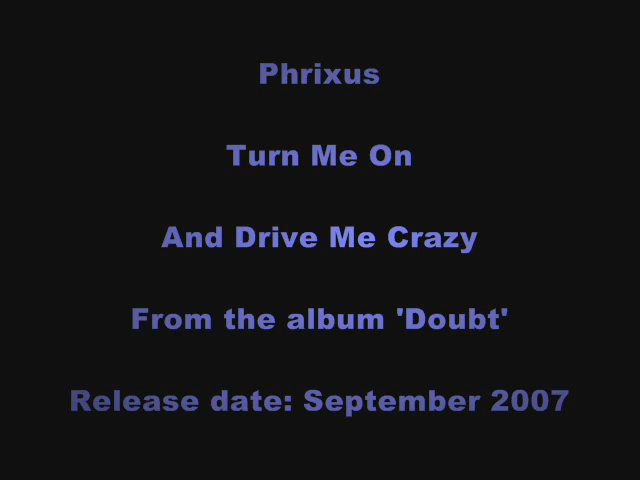 Phrixus
Turn Me On
And Drive Me Crazy
From the album 'Doubt'
Release date: September 2007